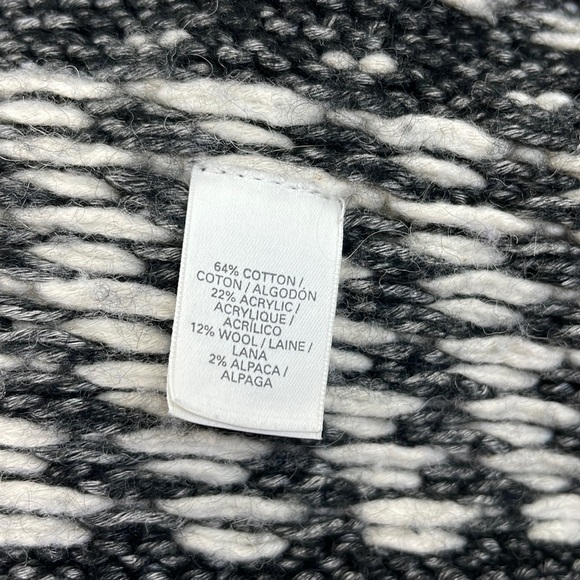 64% COTTON /
COTON / ALGODÓN
22% ACRYLIC /
ACRYLIQUE /
ACRÍLICO
12% WOOL / LAINE /
LANA
2% ALPACA /
ALPAGA